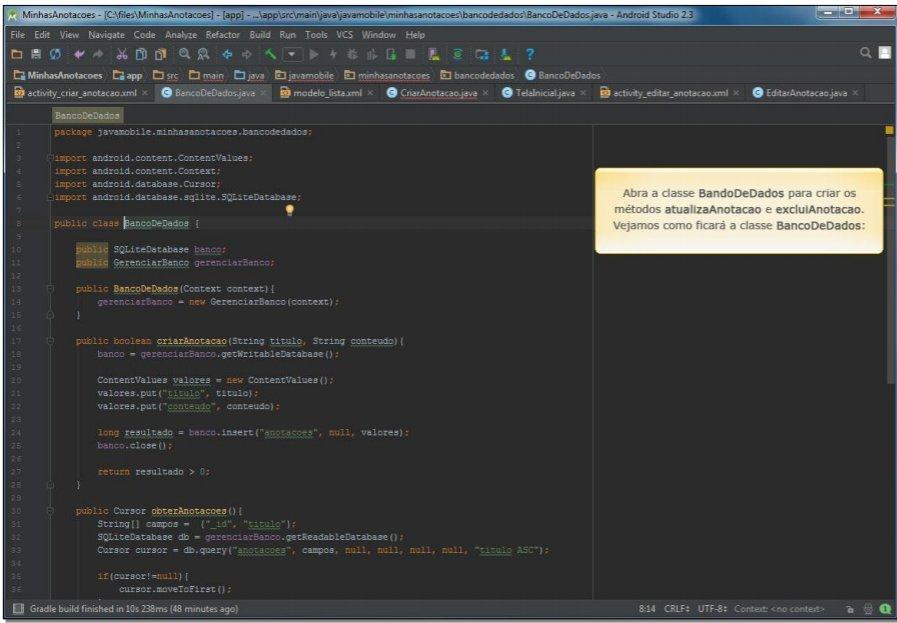 MinhasAnotacoes - [C:\files\MinhasAnotacoes] - [app] - ...\app\src\main\java\javamobile\minhasanotacoes\bancodedados\BancoDeDados.java - Android Studio 2.3
File Edit View Navigate Code Analyze Refactor Build Run Tools VCS Window Help
MinhasAnotacoes app src main java javamobile minhasanotacoes bancodedados BancoDeDados
activity_criar_anotacao.xml BancoDeDados.java modelo_lista.xml CriarAnotacao.java TelaInicial.java activity_editar_anotacao.xml EditarAnotacao.java
BancoDeDados
1 package javamobile.minhasanotacoes.bancodedados;
2
3 import android.content.ContentValues;
4 import android.content.Context;
5 import android.database.Cursor;
6 import android.database.sqlite.SQLiteDatabase;
7
8 public class BancoDeDados {
9
10 public SQLiteDatabase banco;
11 public GerenciarBanco gerenciarBanco;
12
13 public BancoDeDados(Context context){
14 gerenciarBanco = new GerenciarBanco(context);
15 }
16
17 public boolean criarAnotacao(String titulo, String conteudo){
18 banco = gerenciarBanco.getWritableDatabase();
19
20 ContentValues valores = new ContentValues();
21 valores.put("titulo", titulo);
22 valores.put("conteudo", conteudo);
23
24 long resultado = banco.insert("anotacoes", null, valores);
25 banco.close();
26
27 return resultado > 0;
28 }
29
30 public Cursor obterAnotacoes(){
31 String[] campos = {"_id", "titulo"};
32 SQLiteDatabase db = gerenciarBanco.getReadableDatabase();
33 Cursor cursor = db.query("anotacoes", campos, null, null, null, null, "titulo ASC");
34
35 if(cursor!=null){
36 cursor.moveToFirst();
Abra a classe BandoDeDados para criar os
métodos atualizaAnotacao e excluiAnotacao.
Vejamos como ficará a classe BancoDeDados:
Gradle build finished in 10s 238ms (48 minutes ago)
8:14 CRLF UTF-8 Context: <no context> 1